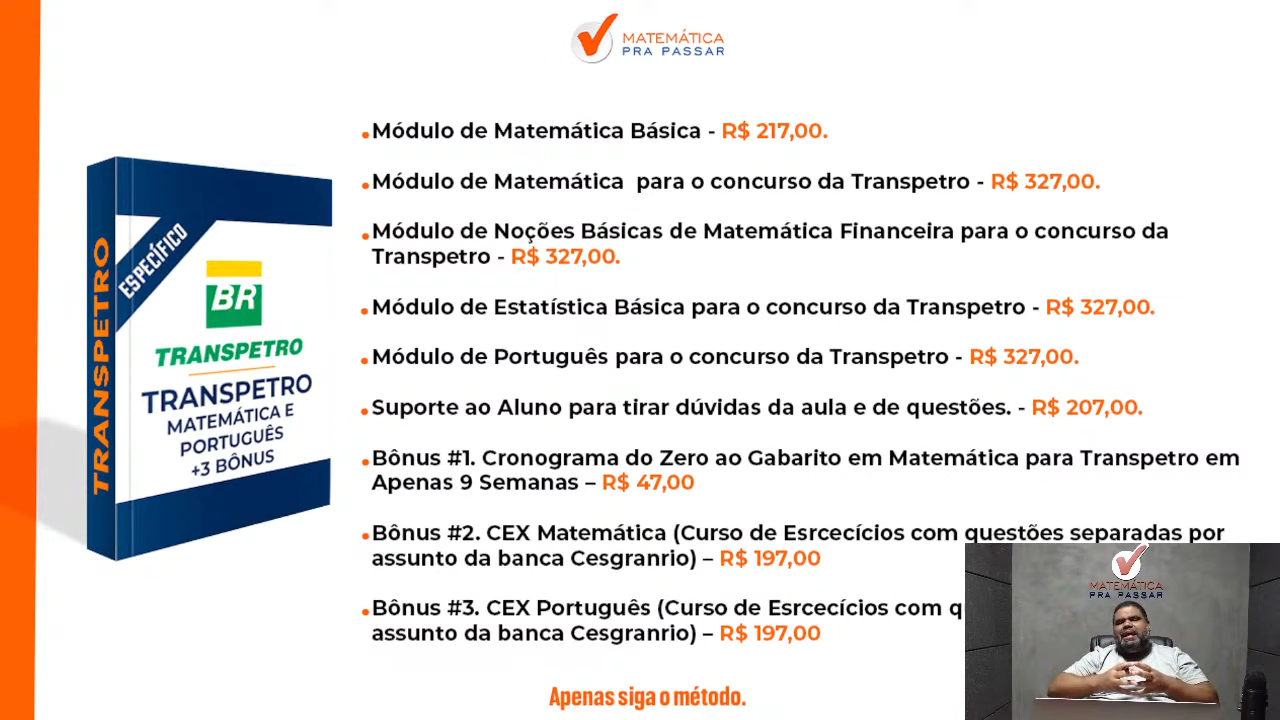 MATEMÁTICA
PRA PASSAR
•Módulo de Matemática Básica - R$ 217,00.
•Módulo de Matemática para o concurso da Transpetro - R$ 327,00.
•Módulo de Noções Básicas de Matemática Financeira para o concurso da
Transpetro - R$ 327,00.
•Módulo de Estatística Básica para o concurso da Transpetro - R$ 327,00.
•Módulo de Português para o concurso da Transpetro - R$ 327,00.
•Suporte ao Aluno para tirar dúvidas da aula e de questões. - R$ 207,00.
•Bônus #1. Cronograma do Zero ao Gabarito em Matemática para Transpetro em
Apenas 9 Semanas – R$ 47,00
•Bônus #2. CEX Matemática (Curso de Esrcecícios com questões separadas por
assunto da banca Cesgranrio) – R$ 197,00
•Bônus #3. CEX Português (Curso de Esrcecícios com q
assunto da banca Cesgranrio) – R$ 197,00
Apenas siga o método.
TRANSPETRO
ESPECÍFICO
BR
TRANSPETRO
TRANSPETRO
MATEMÁTICA E
PORTUGUÊS
+3 BÔNUS
MATEMÁTICA
PRA PASSAR